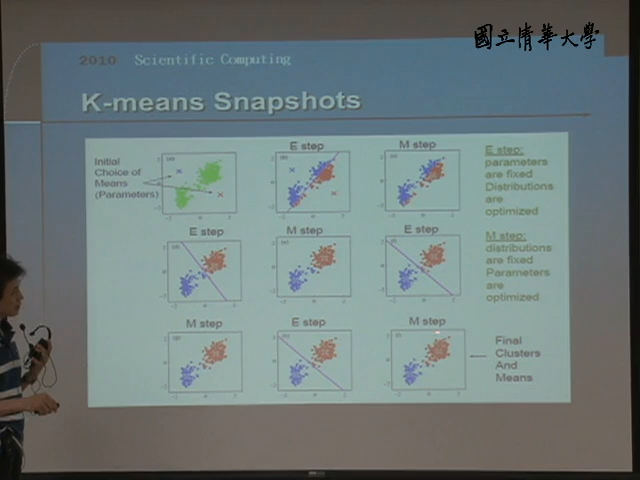 國立清華大學
2010 Scientific Computing
K-means Snapshots
Initial
Choice of
Means
(Parameters)
E step
M step
E step:
parameters
are fixed
Distributions
are
optimized
E step
M step
E step
M step:
distributions
are fixed
Parameters
are
optimized
M step
E step
M step
Final
Clusters
And
Means